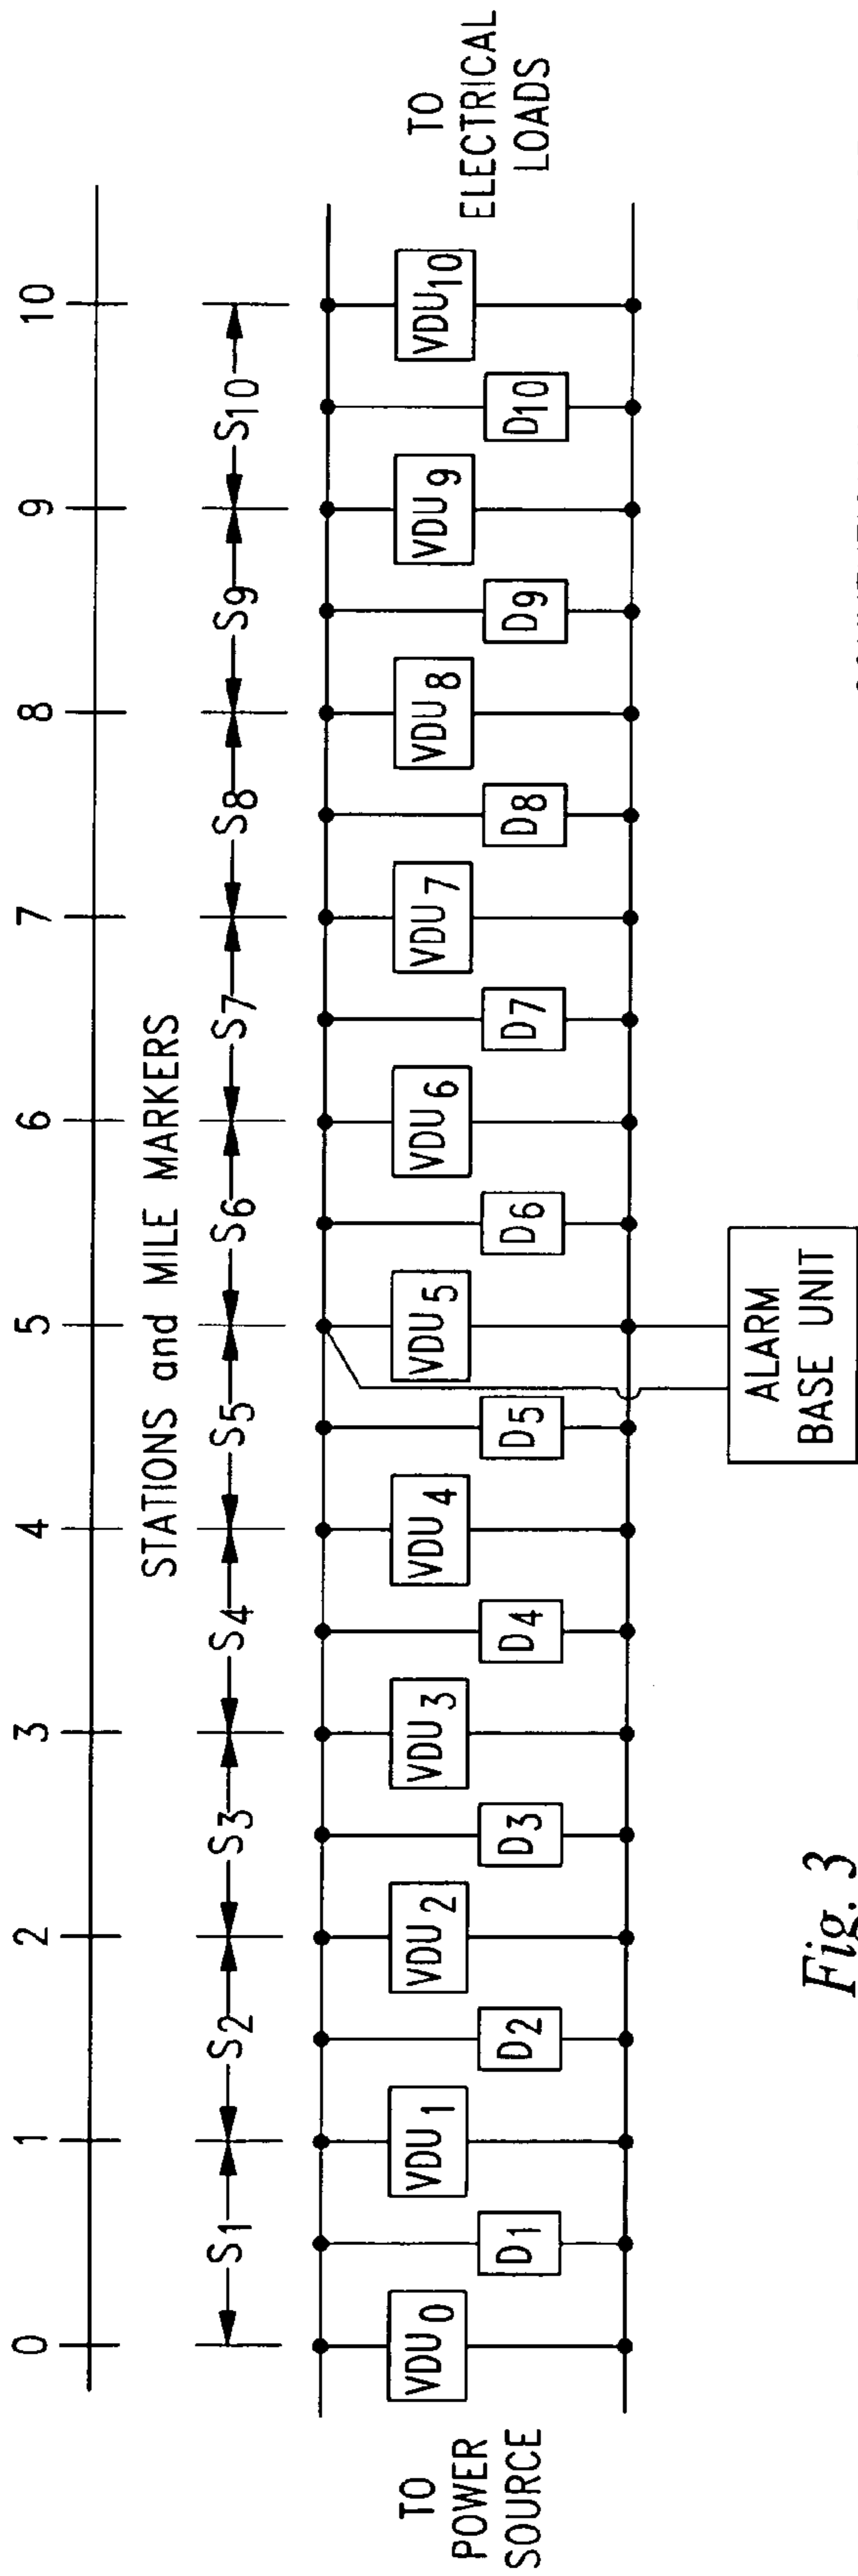 0 1 2 3 4 5 6 7 8 9 10
STATIONS and MILE MARKERS
S1 S2 S3 S4 S5 S6 S7 S8 S9 S10
TO
POWER
SOURCE
VDU0 VDU1 VDU2 VDU3 VDU4 VDU5 VDU6 VDU7 VDU8 VDU9 VDU10
D1 D2 D3 D4 D5 D6 D7 D8 D9 D10
TO
ELECTRICAL
LOADS
ALARM
BASE UNIT
Fig. 3